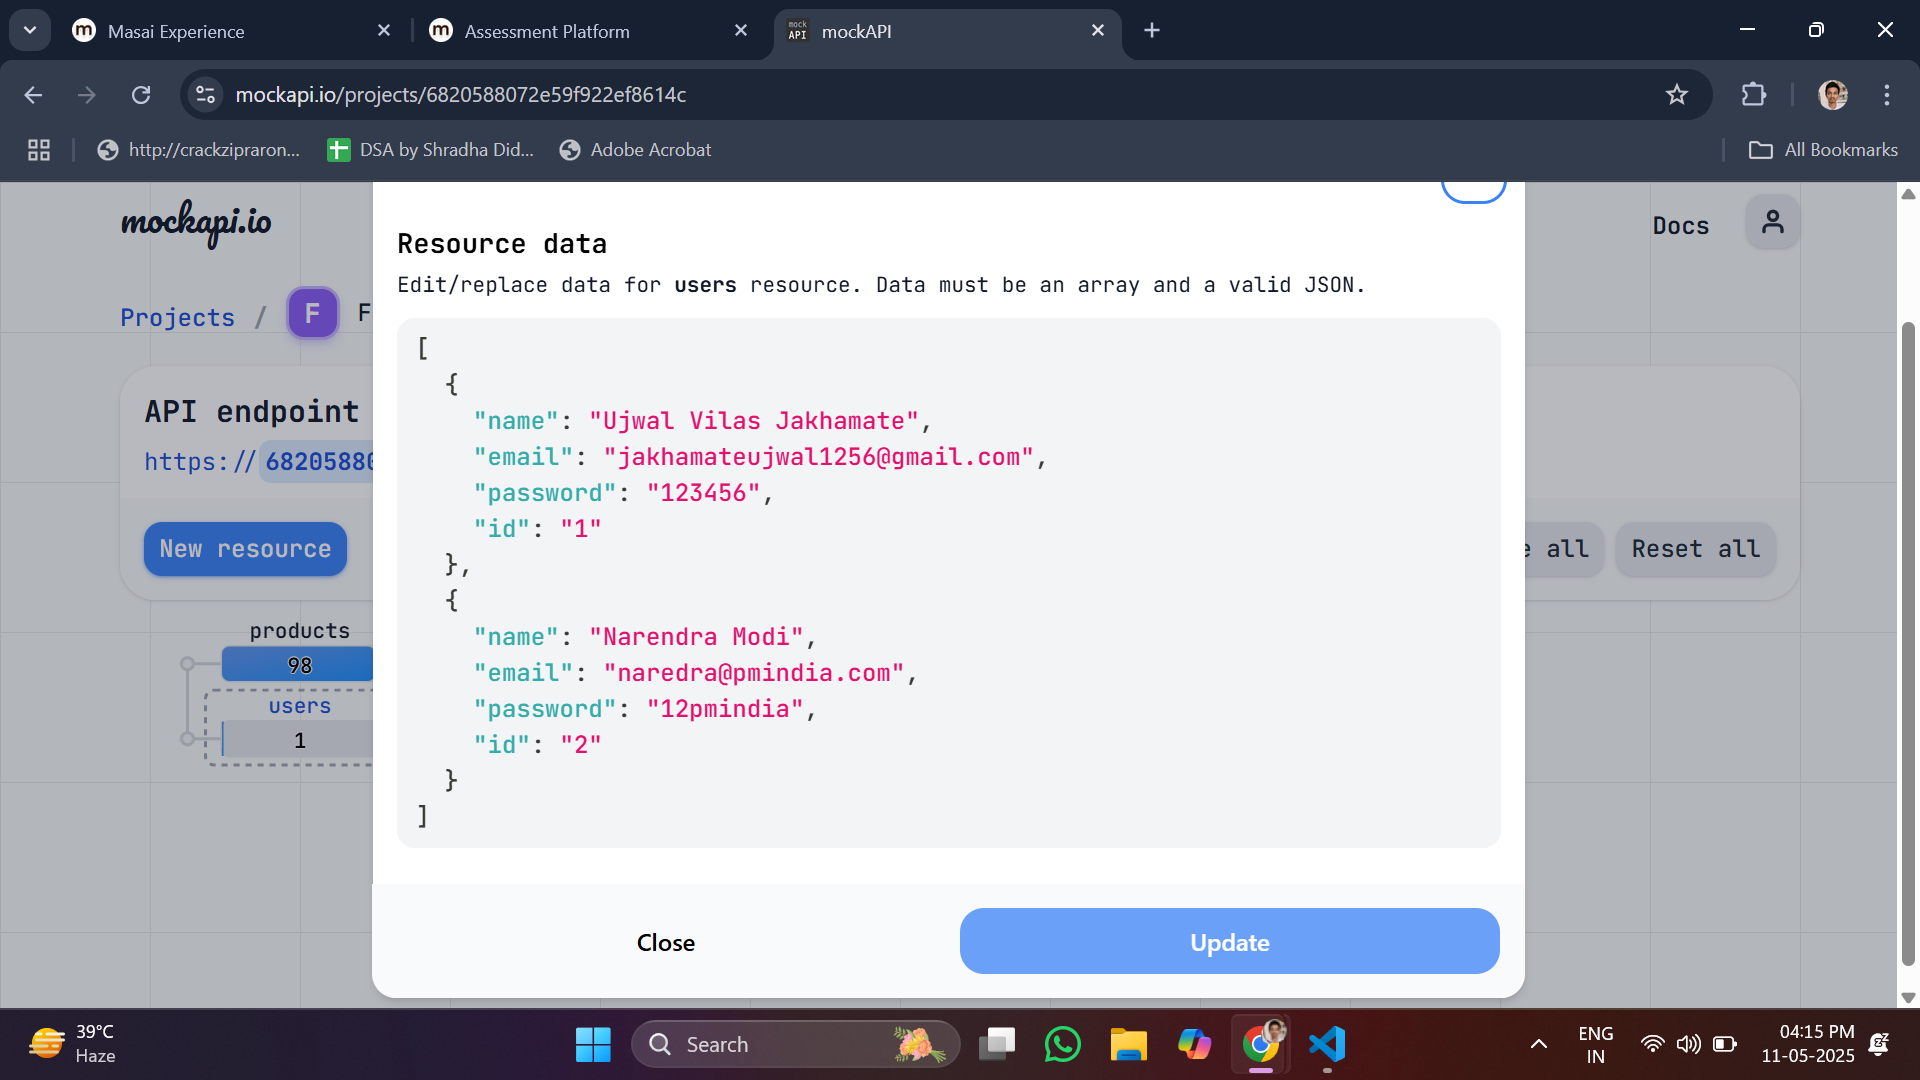 Masai Experience
Assessment Platform
mock
API
mockAPI
mockapi.io/projects/6820588072e59f922ef8614c
http://crackzipraron...
DSA by Shradha Did...
Adobe Acrobat
All Bookmarks
mockapi.io
Docs
Projects / F F
API endpoint
https://68205880
New resource
e all
Reset all
products
98
users
1
Resource data
Edit/replace data for users resource. Data must be an array and a valid JSON.
[
{
"name": "Ujwal Vilas Jakhamate",
"email": "jakhamateujwal1256@gmail.com",
"password": "123456",
"id": "1"
},
{
"name": "Narendra Modi",
"email": "naredra@pmindia.com",
"password": "12pmindia",
"id": "2"
}
]
Close
Update
39°C
Haze
Search
ENG
IN
04:15 PM
11-05-2025